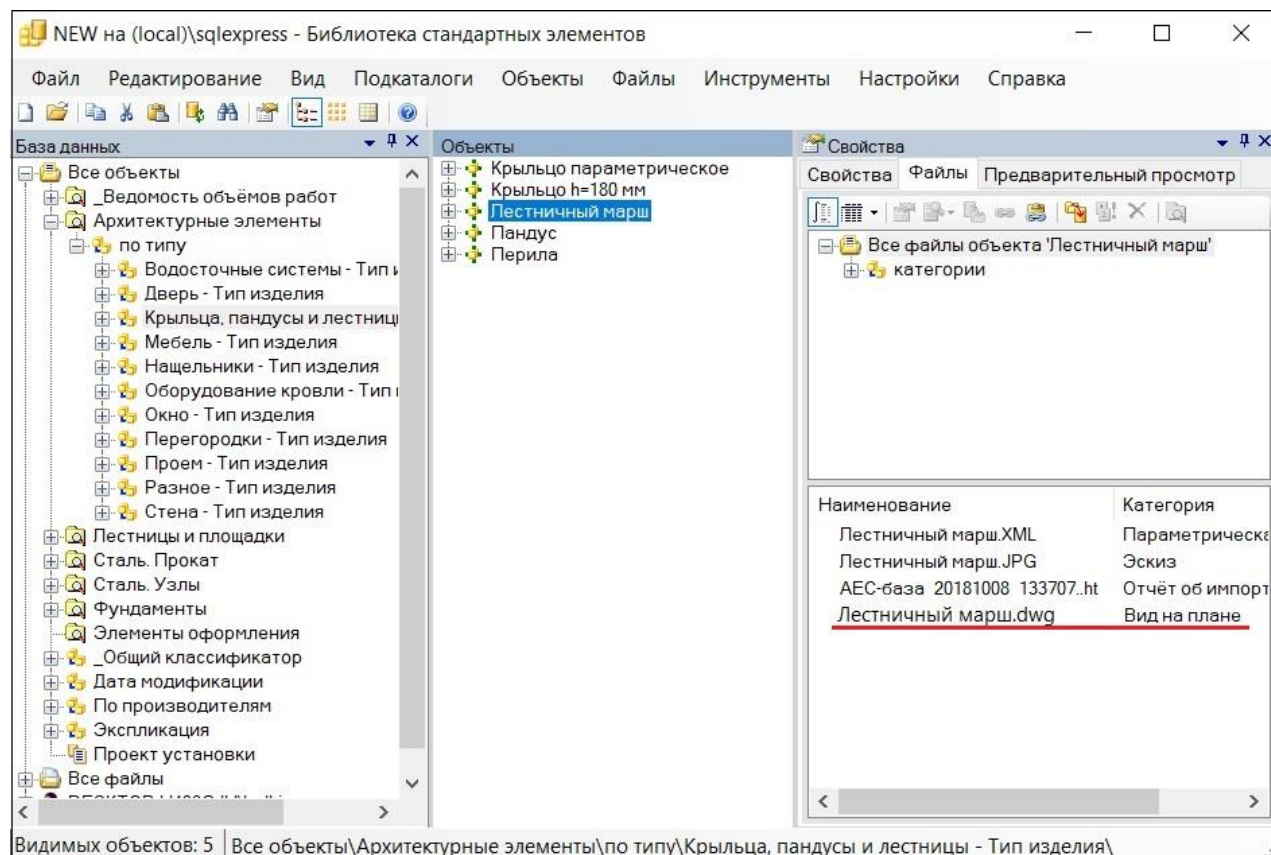 NEW на (local)\sqlexpress - Библиотека стандартных элементов
Файл Редактирование Вид Подкаталоги Объекты Файлы Инструменты Настройки Справка
База данных
Все объекты
_Ведомость объёмов работ
Архитектурные элементы
по типу
Водосточные системы - Тип и
Дверь - Тип изделия
Крыльца, пандусы и лестниц
Мебель - Тип изделия
Нащельники - Тип изделия
Оборудование кровли - Тип
Окно - Тип изделия
Перегородки - Тип изделия
Проем - Тип изделия
Разное - Тип изделия
Стена - Тип изделия
Лестницы и площадки
Сталь. Прокат
Сталь. Узлы
Фундаменты
Элементы оформления
_Общий классификатор
Дата модификации
По производителям
Экспликация
Проект установки
Все файлы
Объекты
Крыльцо параметрическое
Крыльцо h=180 мм
Лестничный марш
Пандус
Перила
Свойства
Свойства Файлы Предварительный просмотр
Все файлы объекта 'Лестничный марш'
категории
Наименование Категория
Лестничный марш.XML Параметрическа
Лестничный марш.JPG Эскиз
АЕС-база_20181008_133707..ht Отчёт об импорт
Лестничный марш.dwg Вид на плане
Видимых объектов: 5 Все объекты\Архитектурные элементы\по типу\Крыльца, пандусы и лестницы - Тип изделия\